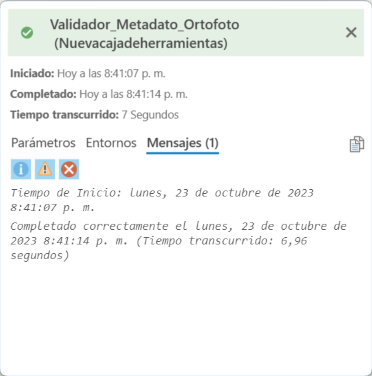 Validador_Metadato_Ortofoto
(Nuevacajadeherramientas)
Iniciado: Hoy a las 8:41:07 p. m.
Completado: Hoy a las 8:41:14 p. m.
Tiempo transcurrido: 7 Segundos
Parámetros Entornos Mensajes (1)
Tiempo de Inicio: lunes, 23 de octubre de 2023
8:41:07 p. m.
Completado correctamente el lunes, 23 de octubre de
2023 8:41:14 p. m. (Tiempo transcurrido: 6,96
segundos)